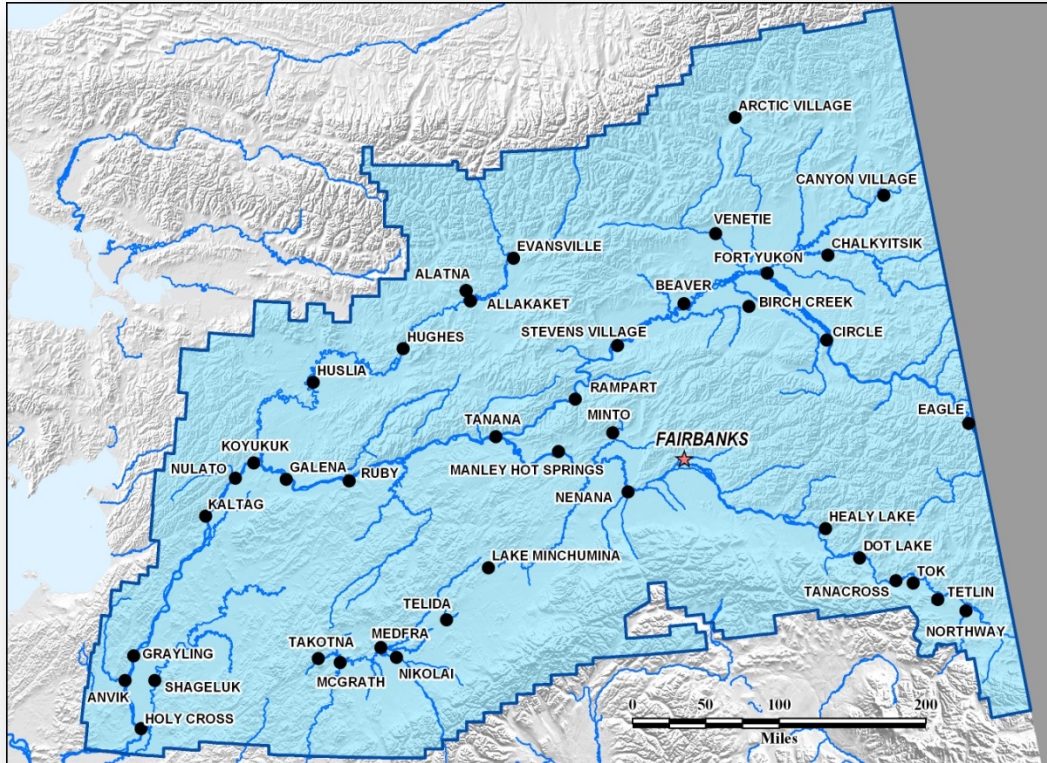 ARCTIC VILLAGE
CANYON VILLAGE
VENETIE
EVANSVILLE
CHALKYITSIK
FORT YUKON
ALATNA
BEAVER
ALLAKAKET
BIRCH CREEK
STEVENS VILLAGE
HUGHES
CIRCLE
HUSLIA
RAMPART
EAGLE
TANANA
MINTO
FAIRBANKS
KOYUKUK
NULATO
GALENA
RUBY
MANLEY HOT SPRINGS
NENANA
KALTAG
HEALY LAKE
DOT LAKE
LAKE MINCHUMINA
TOK
TANACROSS
TETLIN
TELIDA
NORTHWAY
TAKOTNA
MEDFRA
GRAYLING
NIKOLAI
MCGRATH
ANVIK
SHAGELUK
HOLY CROSS
0 50 100 200
Miles